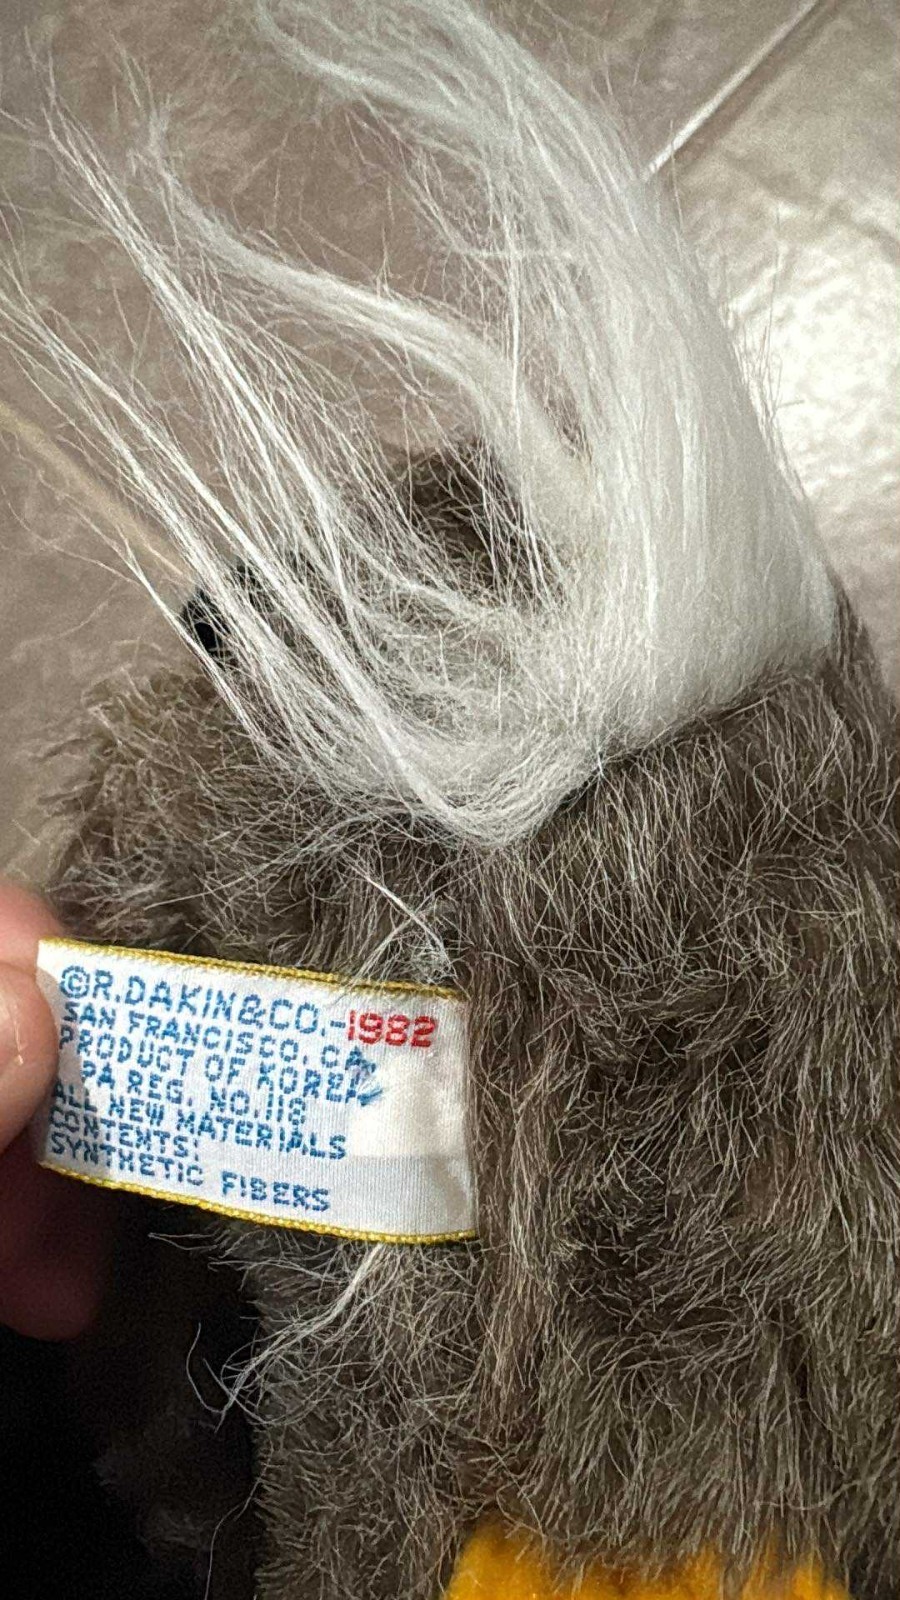 ©R.DAKIN&CO.-1982
SAN FRANCISCO, CA.
PRODUCT OF KOREA
PA REG. NO.118
ALL NEW MATERIALS
CONTENTS:
SYNTHETIC FIBERS